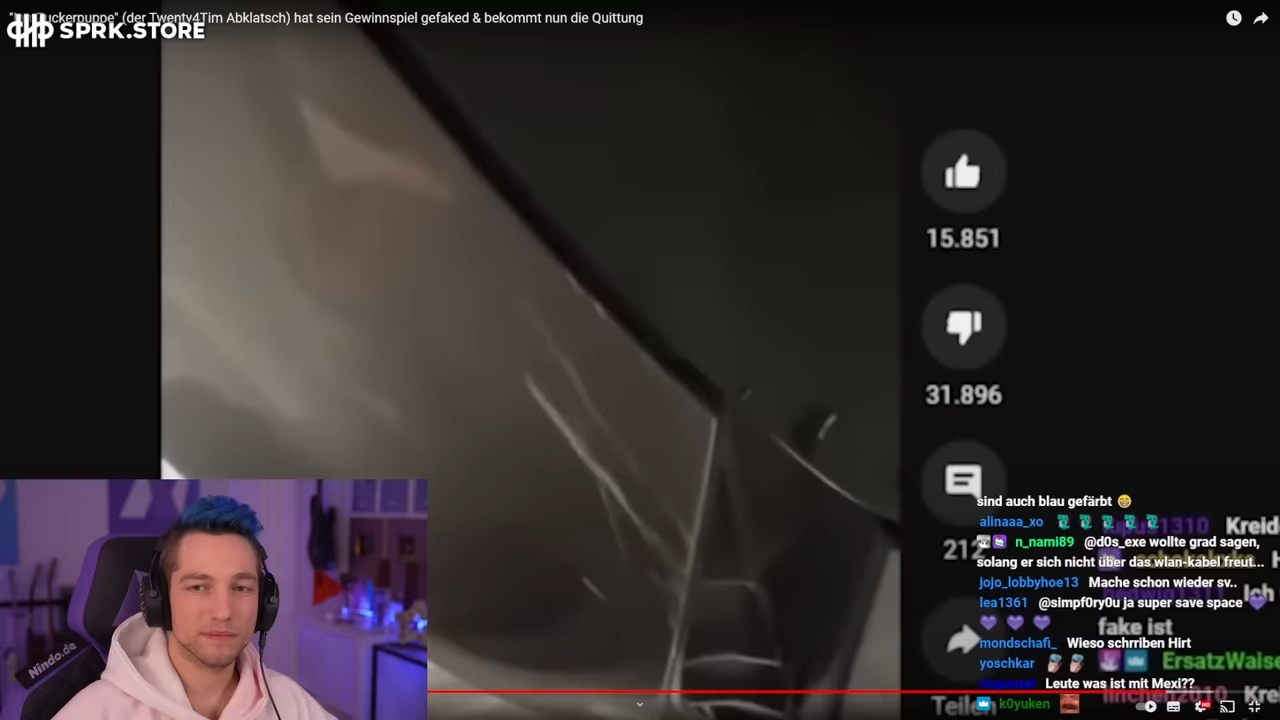 (der Twenty4Tim Abklatsch) hat sein Gewinnspiel gefaked & bekommt nun die Quittung
SPRK.STORE
15.851
31.896
212
Teilen
sind auch blau gefärbt
alinaaa_xo
n_nami89 @d0s_exe wollte grad sagen,
solang er sich nicht über das wlan-kabel freut...
jojo_lobbyhoe13 Mache schon wieder sv..
lea1361 @simpf0ry0u ja super save space
mondschafi_ Wieso schrriben Hirt
yoschkar
Leute was ist mit Mexi??
k0yuken
fake ist
Nindo.de